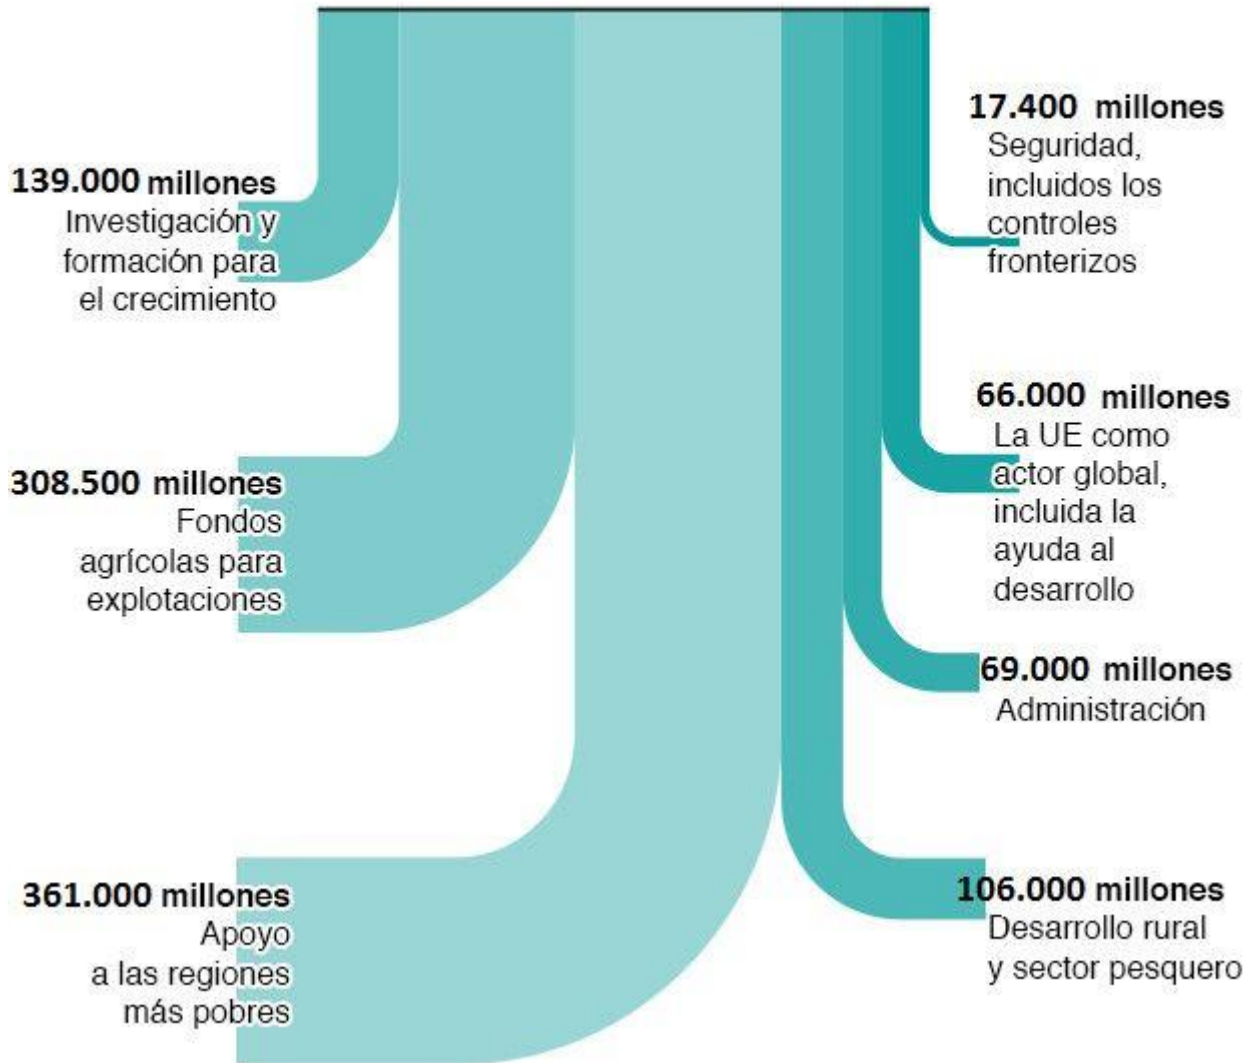 139.000 millones
Investigación y
formación para
el crecimiento
308.500 millones
Fondos
agrícolas para
explotaciones
361.000 millones
Apoyo
a las regiones
más pobres
17.400 millones
Seguridad,
incluidos los
controles
fronterizos
66.000 millones
La UE como
actor global,
incluida la
ayuda al
desarrollo
69.000 millones
Administración
106.000 millones
Desarrollo rural
y sector pesquero